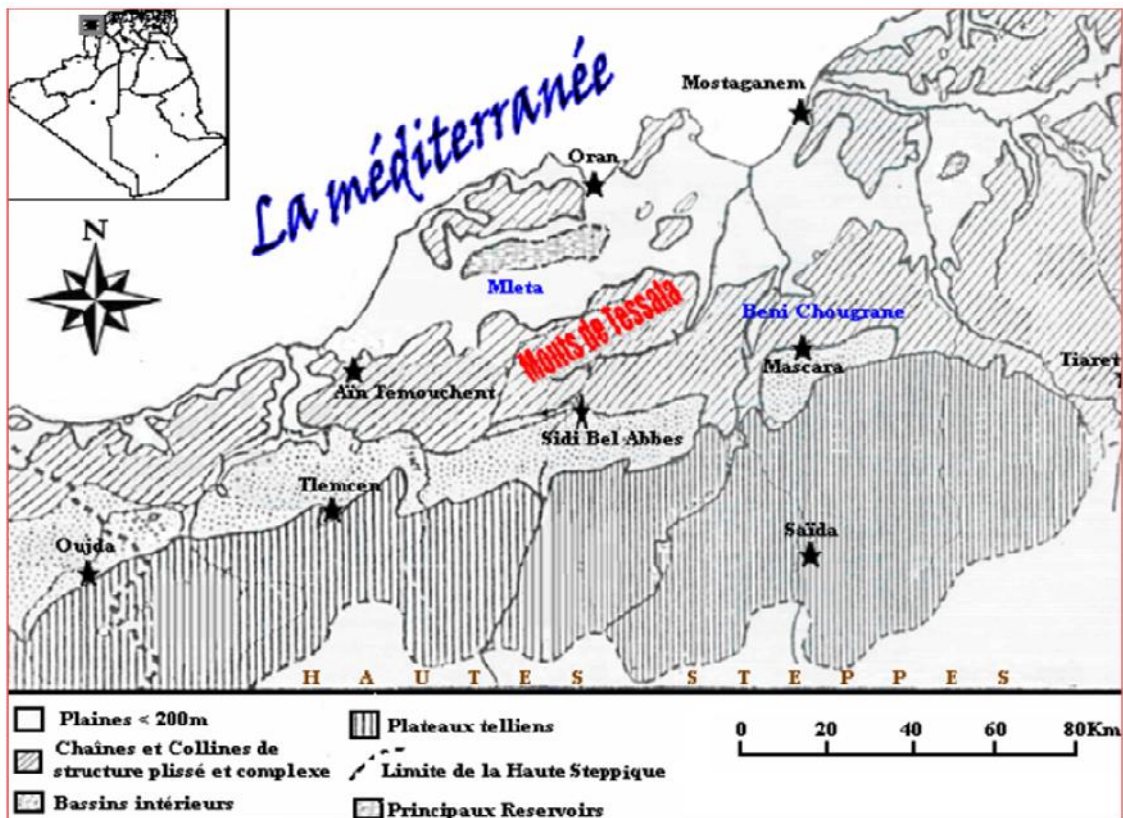 La méditerranée
Mostaganem
Oran
N
Mleta
Monts de Tessala
Beni Chougrane
Mascara
Tiaret
Aïn Temouchent
Sidi Bel Abbes
Tlemcen
Oujda
Saïda
HAUTES STEPPES
Plaines < 200m
Chaînes et Collines de
structure plissé et complexe
Bassins intérieurs
Plateaux telliens
Limite de la Haute Steppique
Principaux Reservoirs
0 20 40 60 80Km